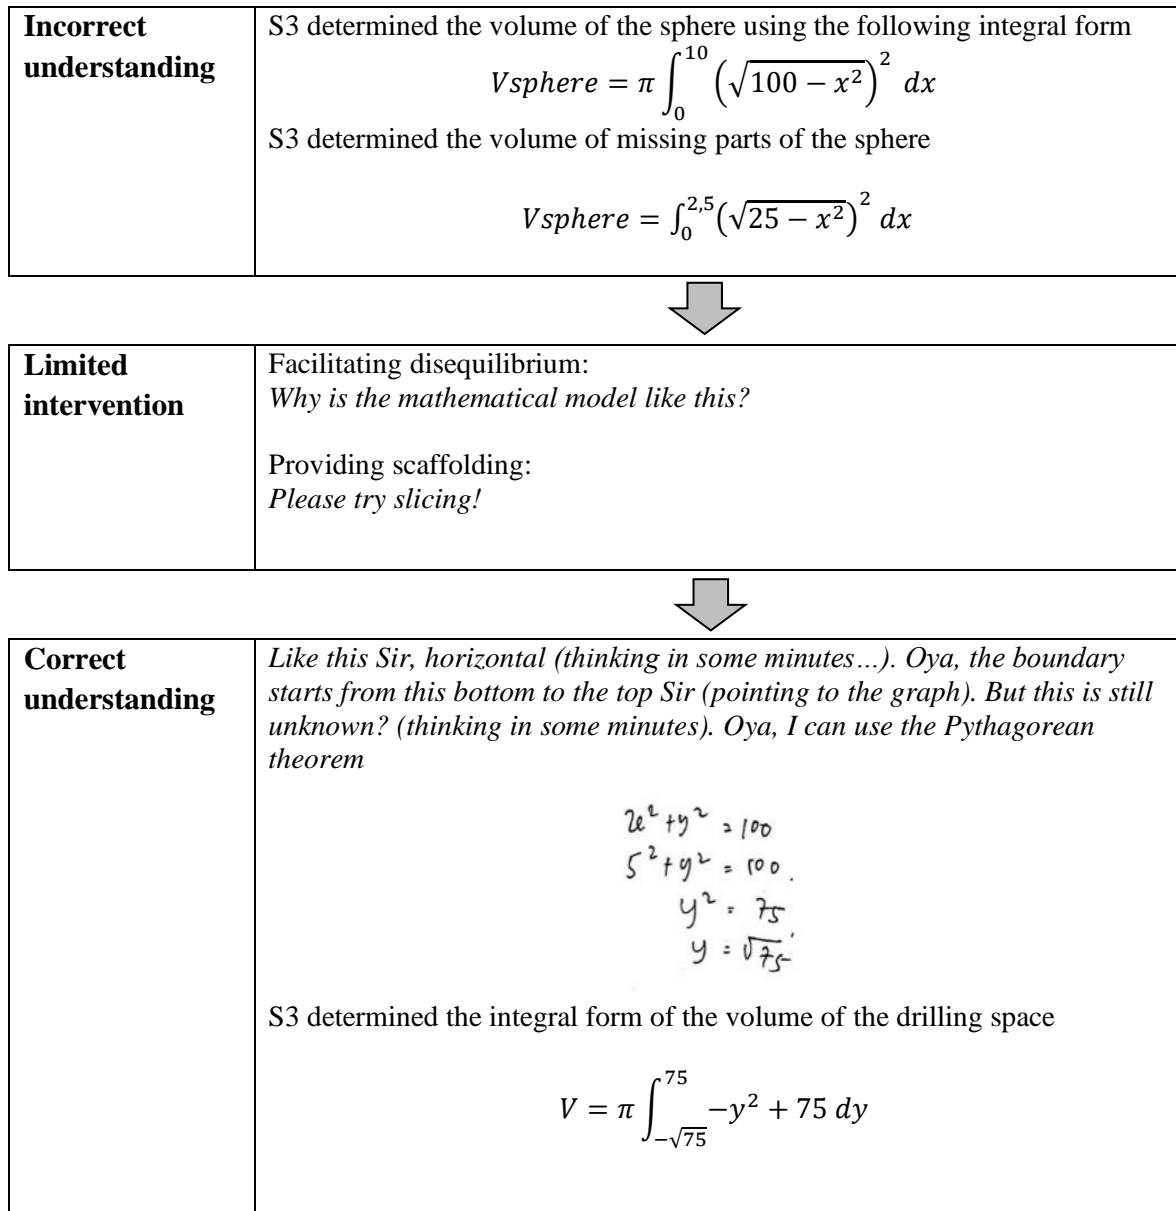 Incorrect understanding
S3 determined the volume of the sphere using the following integral form
Vsphere = π ∫₀¹⁰ (√(100 − x²))² dx
S3 determined the volume of missing parts of the sphere
Vsphere = ∫₀^2,5 (√(25 − x²))² dx
Limited intervention
Facilitating disequilibrium:
Why is the mathematical model like this?
Providing scaffolding:
Please try slicing!
Correct understanding
Like this Sir, horizontal (thinking in some minutes…). Oya, the boundary
starts from this bottom to the top Sir (pointing to the graph). But this is still
unknown? (thinking in some minutes). Oya, I can use the Pythagorean
theorem
x² + y² = 100
5² + y² = 100.
y² = 75
y = √75
S3 determined the integral form of the volume of the drilling space
V = π ∫_{−√75}^{75} −y² + 75 dy